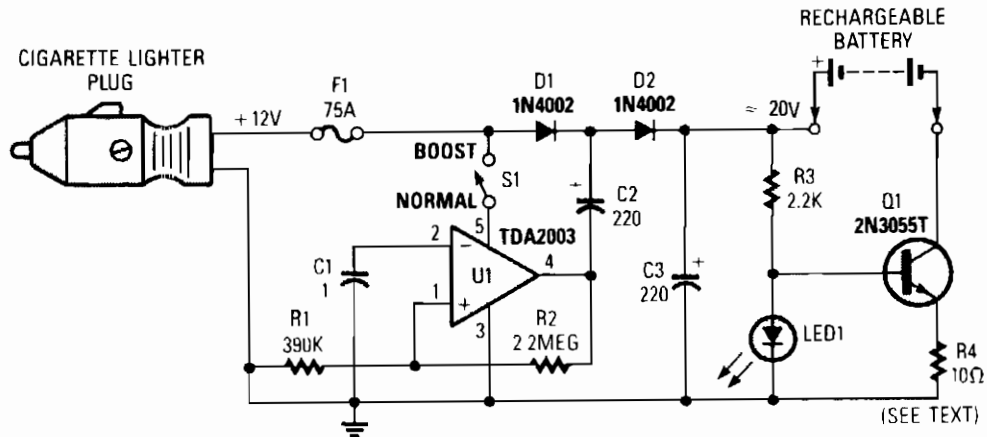 RECHARGEABLE
BATTERY
CIGARETTE LIGHTER
PLUG
F1
75A
D1
1N4002
D2
1N4002
+12V
= 20V
+
BOOST
S1
NORMAL
+
C2
220
R3
2.2K
Q1
2N3055T
5
TDA2003
2
−
U1
4
1
+
3
C1
1
C3
220
+
R1
390K
R2
2 2MEG
LED1
R4
10Ω
(SEE TEXT)